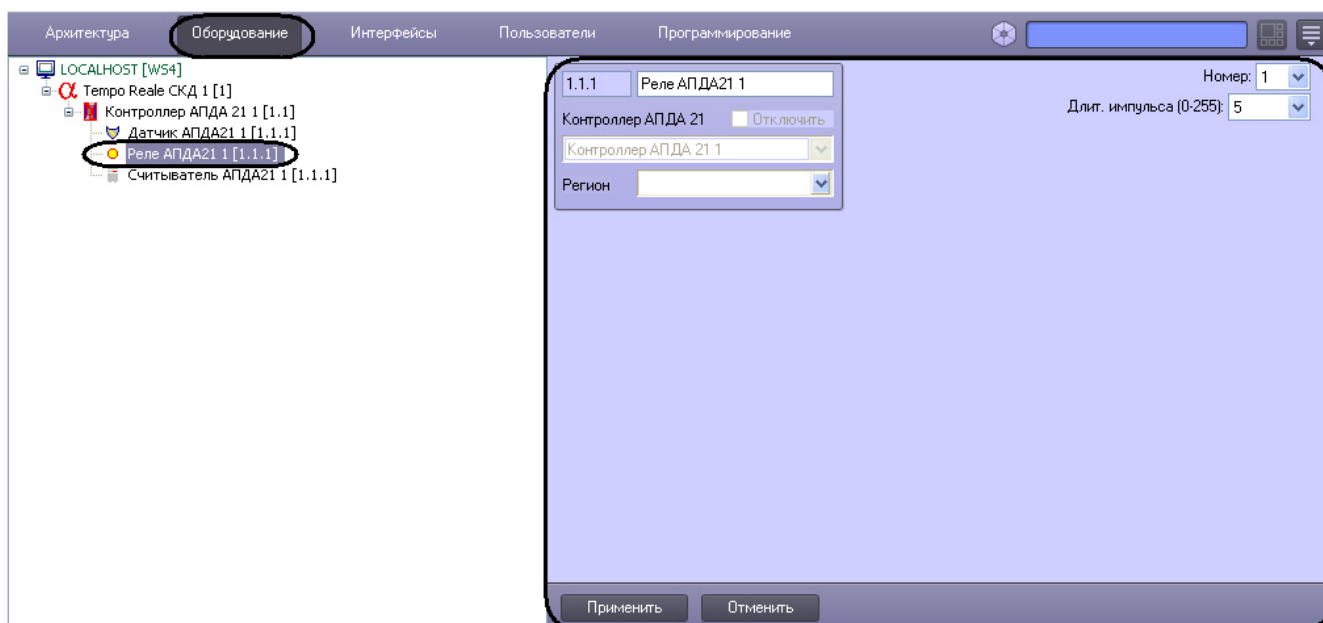 Архитектура Оборудование Интерфейсы Пользователи Программирование
LOCALHOST [WS4]
Tempo Reale СКД 1 [1]
Контроллер АПДА 21 1 [1.1]
Датчик АПДА21 1 [1.1.1]
Реле АПДА21 1 [1.1.1]
Считыватель АПДА21 1 [1.1.1]
1.1.1 Реле АПДА21 1
Контроллер АПДА 21 Отключить
Контроллер АПДА 21 1
Регион
Номер: 1
Длит. импульса (0-255): 5
Применить Отменить